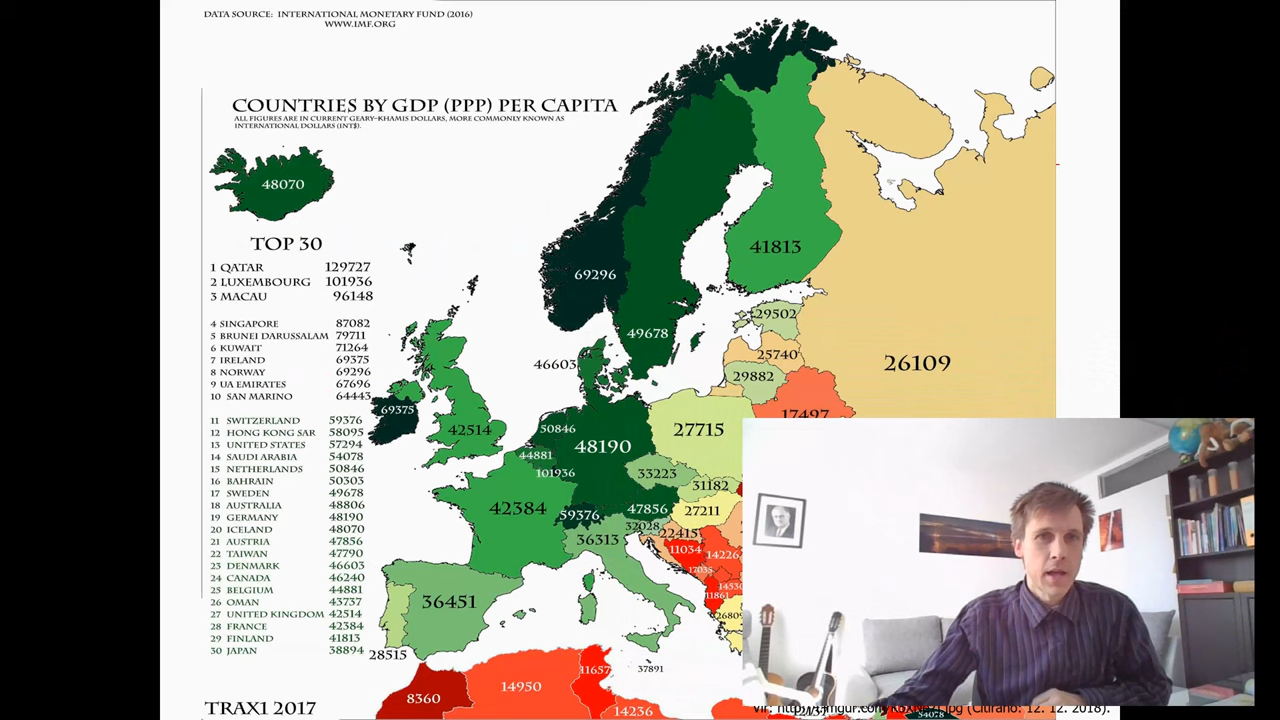 DATA SOURCE: INTERNATIONAL MONETARY FUND (2016)
WWW.IMF.ORG
COUNTRIES BY GDP (PPP) PER CAPITA
ALL FIGURES ARE IN CURRENT GEARY-KHAMIS DOLLARS, MORE COMMONLY KNOWN AS
INTERNATIONAL DOLLARS (INT$).
48070
TOP 30
1 QATAR 129727
2 LUXEMBOURG 101936
3 MACAU 96148
4 SINGAPORE 87082
5 BRUNEI DARUSSALAM 79711
6 KUWAIT 71264
7 IRELAND 69375
8 NORWAY 69296
9 UA EMIRATES 67696
10 SAN MARINO 64443
11 SWITZERLAND 59376
12 HONG KONG SAR 58095
13 UNITED STATES 57294
14 SAUDI ARABIA 54078
15 NETHERLANDS 50846
16 BAHRAIN 50303
17 SWEDEN 49678
18 AUSTRALIA 48806
19 GERMANY 48190
20 ICELAND 48070
21 AUSTRIA 47856
22 TAIWAN 47790
23 DENMARK 46603
24 CANADA 46240
25 BELGIUM 44881
26 OMAN 43737
27 UNITED KINGDOM 42514
28 FRANCE 42384
29 FINLAND 41813
30 JAPAN 38894
TRAX1 2017
41813
69296
29502
49678
25740
46603
26109
29882
17497
69375
42514
50846
27715
48190
44881
101936
33223
31182
42384
59376
47856
27211
32028
22415
36313
11034
14226
17035
11861
36451
26809
28515
11657
37891
14950
8360
14236
54078
(Citirano: 12. 12. 2018).